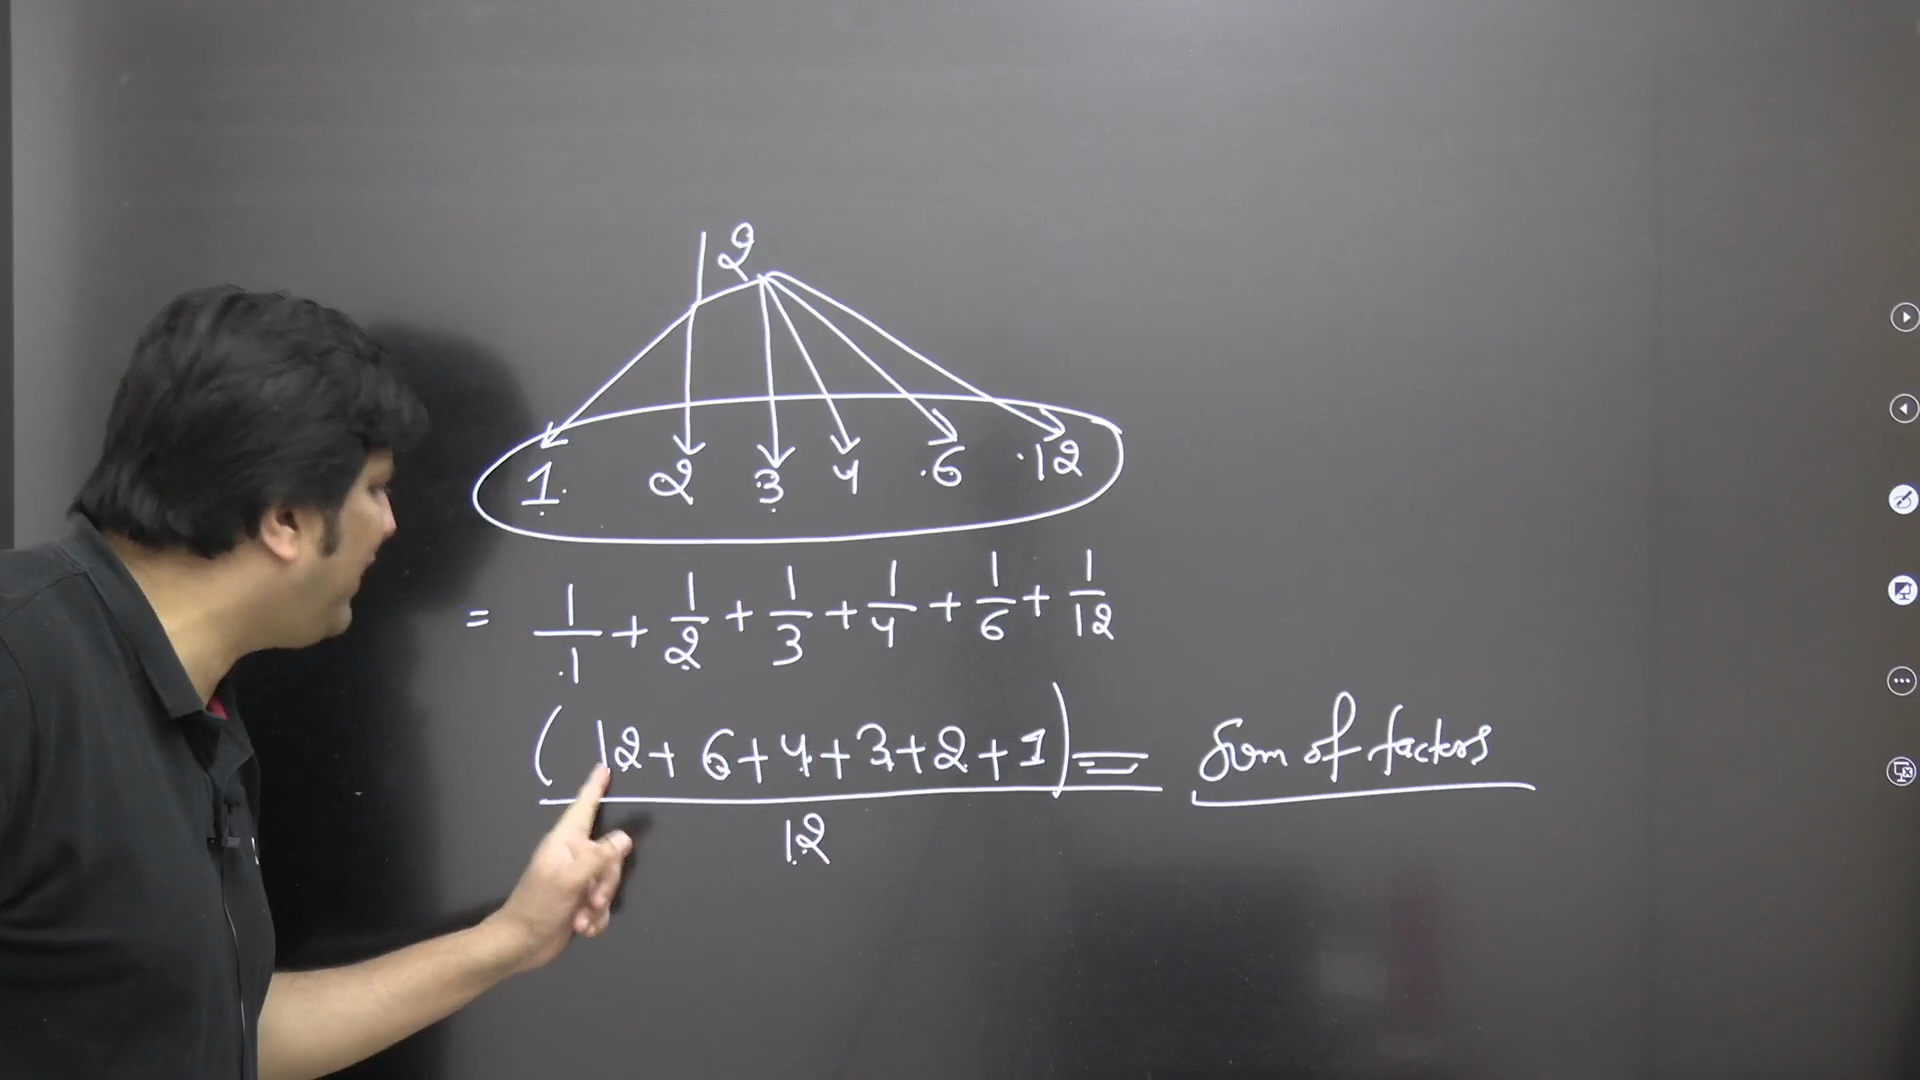 12
1. 2 3 4 .6 .12
= 1/1 + 1/2 + 1/3 + 1/4 + 1/6 + 1/12
(12+6+4+3+2+1) = Sum of factors
12